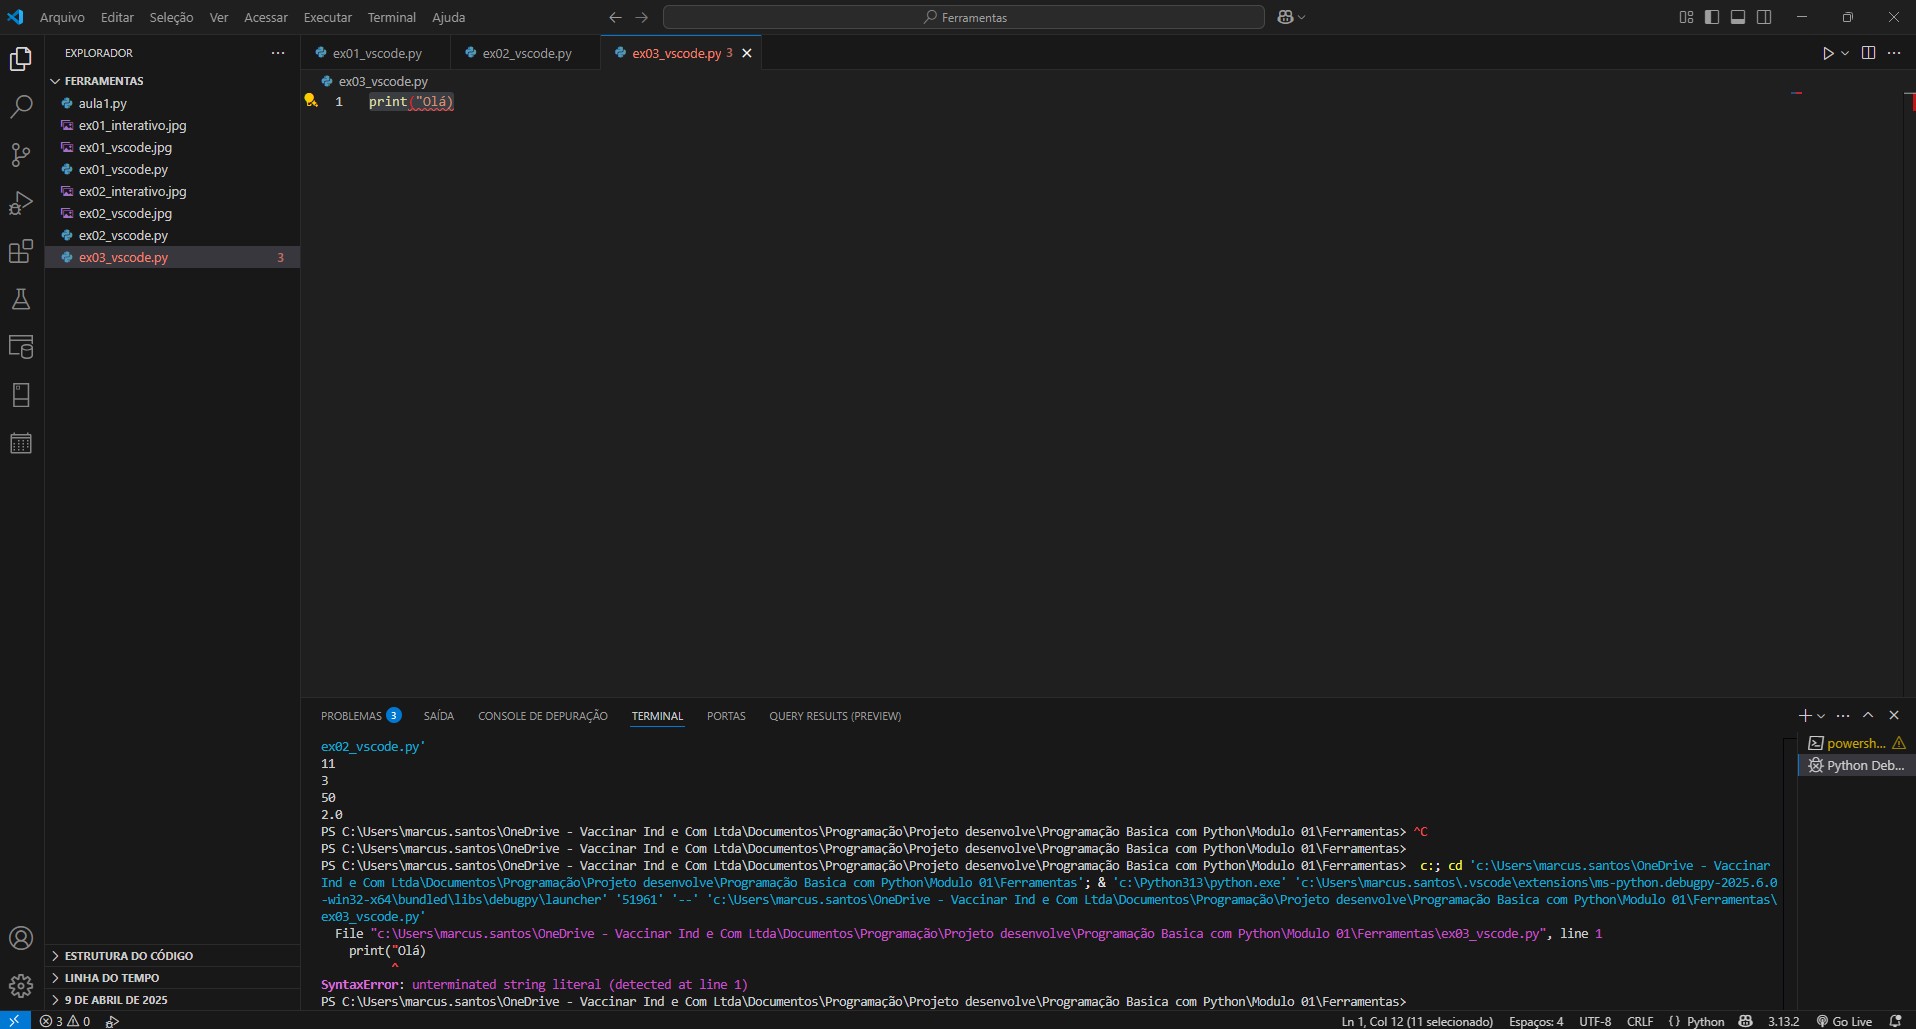 Arquivo Editar Seleção Ver Acessar Executar Terminal Ajuda
Ferramentas
EXPLORADOR
FERRAMENTAS
aula1.py
ex01_interativo.jpg
ex01_vscode.jpg
ex01_vscode.py
ex02_interativo.jpg
ex02_vscode.jpg
ex02_vscode.py
ex03_vscode.py 3
ESTRUTURA DO CÓDIGO
LINHA DO TEMPO
9 DE ABRIL DE 2025
ex01_vscode.py ex02_vscode.py ex03_vscode.py 3
ex03_vscode.py
1 print("Olá)
PROBLEMAS 3 SAÍDA CONSOLE DE DEPURAÇÃO TERMINAL PORTAS QUERY RESULTS (PREVIEW)
ex02_vscode.py'
11
3
50
2.0
PS C:\Users\marcus.santos\OneDrive - Vaccinar Ind e Com Ltda\Documentos\Programação\Projeto desenvolve\Programação Basica com Python\Modulo 01\Ferramentas> ^C
PS C:\Users\marcus.santos\OneDrive - Vaccinar Ind e Com Ltda\Documentos\Programação\Projeto desenvolve\Programação Basica com Python\Modulo 01\Ferramentas>
PS C:\Users\marcus.santos\OneDrive - Vaccinar Ind e Com Ltda\Documentos\Programação\Projeto desenvolve\Programação Basica com Python\Modulo 01\Ferramentas>  c:; cd 'c:\Users\marcus.santos\OneDrive - Vaccinar
Ind e Com Ltda\Documentos\Programação\Projeto desenvolve\Programação Basica com Python\Modulo 01\Ferramentas'; & 'c:\Python313\python.exe' 'c:\Users\marcus.santos\.vscode\extensions\ms-python.debugpy-2025.6.0
-win32-x64\bundled\libs\debugpy\launcher' '51961' '--' 'c:\Users\marcus.santos\OneDrive - Vaccinar Ind e Com Ltda\Documentos\Programação\Projeto desenvolve\Programação Basica com Python\Modulo 01\Ferramentas\
ex03_vscode.py'
File "c:\Users\marcus.santos\OneDrive - Vaccinar Ind e Com Ltda\Documentos\Programação\Projeto desenvolve\Programação Basica com Python\Modulo 01\Ferramentas\ex03_vscode.py", line 1
print("Olá)
^
SyntaxError: unterminated string literal (detected at line 1)
PS C:\Users\marcus.santos\OneDrive - Vaccinar Ind e Com Ltda\Documentos\Programação\Projeto desenvolve\Programação Basica com Python\Modulo 01\Ferramentas>
powersh...
Python Deb...
3 0 Ln 1, Col 12 (11 selecionado) Espaços: 4 UTF-8 CRLF {} Python 3.13.2 Go Live